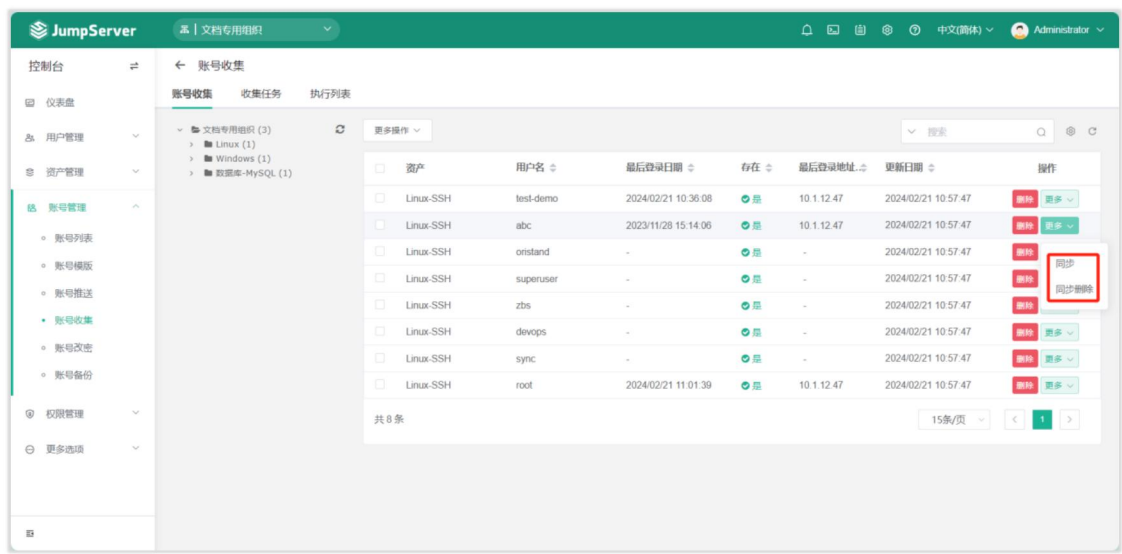 JumpServer 文档专用组织 中文(简体) Administrator
控制台
仪表盘
用户管理
资产管理
账号管理
账号列表
账号模版
账号推送
账号收集
账号改密
账号备份
权限管理
更多选项
← 账号收集
账号收集 收集任务 执行列表
文档专用组织 (3)
Linux (1)
Windows (1)
数据库-MySQL (1)
更多操作 搜索
资产 用户名 最后登录日期 存在 最后登录地址.. 更新日期 操作
Linux-SSH test-demo 2024/02/21 10:36:08 是 10.1.12.47 2024/02/21 10:57:47 删除 更多
Linux-SSH abc 2023/11/28 15:14:06 是 10.1.12.47 2024/02/21 10:57:47 删除 更多
Linux-SSH onstand - 是 - 2024/02/21 10:57:47 删除
Linux-SSH superuser - 是 - 2024/02/21 10:57:47 删除
Linux-SSH zbs - 是 - 2024/02/21 10:57:47 删除
同步
同步删除
Linux-SSH devops - 是 - 2024/02/21 10:57:47 删除 更多
Linux-SSH sync - 是 - 2024/02/21 10:57:47 删除 更多
Linux-SSH root 2024/02/21 11:01:39 是 10.1.12.47 2024/02/21 10:57:47 删除 更多
共 8 条 15条/页 < 1 >